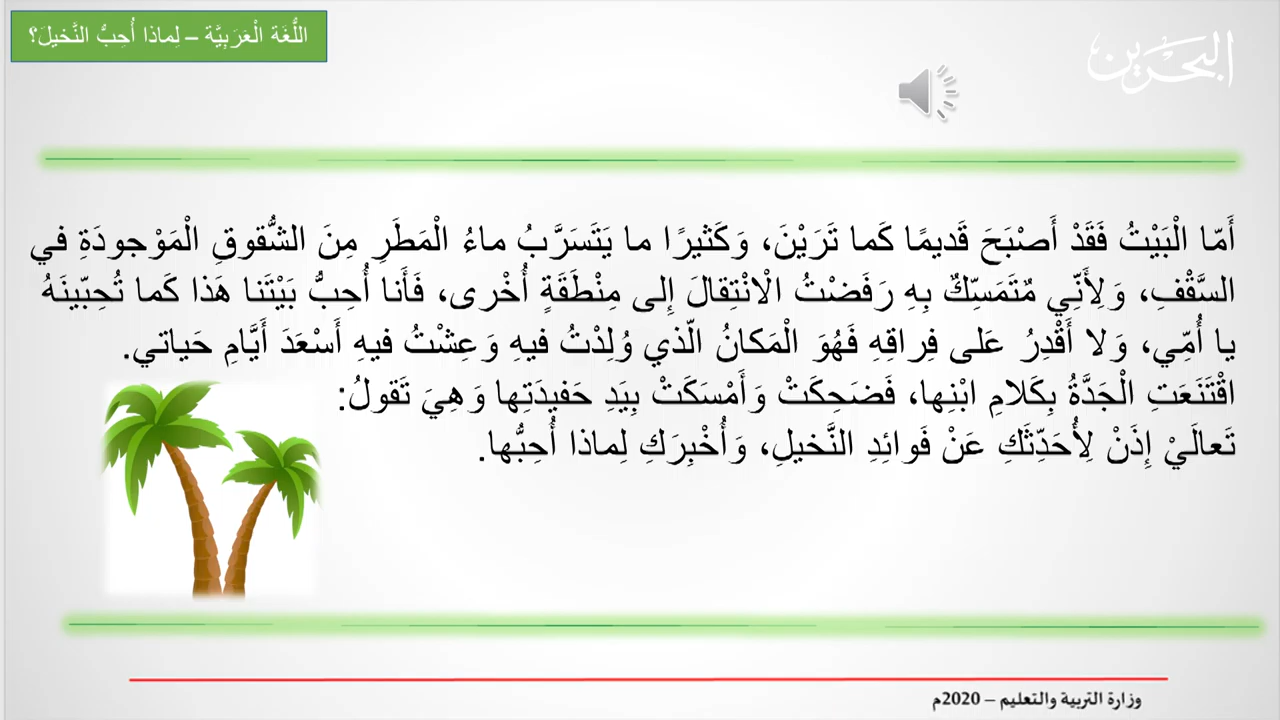 اللُّغَة الْعَرَبِيَّة – لِماذا أُحِبُّ النَّخيلَ؟
البحرين
أَمّا الْبَيْتُ فَقَدْ أَصْبَحَ قَديمًا كَما تَرَيْنَ، وَكَثيرًا ما يَتَسَرَّبُ ماءُ الْمَطَرِ مِنَ الشُّقوقِ الْمَوْجودَةِ في
السَّقْفِ، وَلِأَنّي مُتَمَسِّكٌ بِهِ رَفَضْتُ الْانْتِقالَ إِلى مِنْطَقَةٍ أُخْرى، فَأَنا أُحِبُّ بَيْتَنا هَذا كَما تُحِبّينَهُ
يا أُمّي، وَلا أَقْدِرُ عَلى فِراقِهِ فَهُوَ الْمَكانُ الّذي وُلِدْتُ فيهِ وَعِشْتُ فيهِ أَسْعَدَ أَيَّامِ حَياتي.
اقْتَنَعَتِ الْجَدَّةُ بِكَلامِ ابْنِها، فَضَحِكَتْ وَأَمْسَكَتْ بِيَدِ حَفيدَتِها وَهِيَ تَقولُ:
تَعالَيْ إِذَنْ لِأُحَدِّثَكِ عَنْ فَوائِدِ النَّخيلِ، وَأُخْبِرَكِ لِماذا أُحِبُّها.
وزارة التربية والتعليم – 2020م